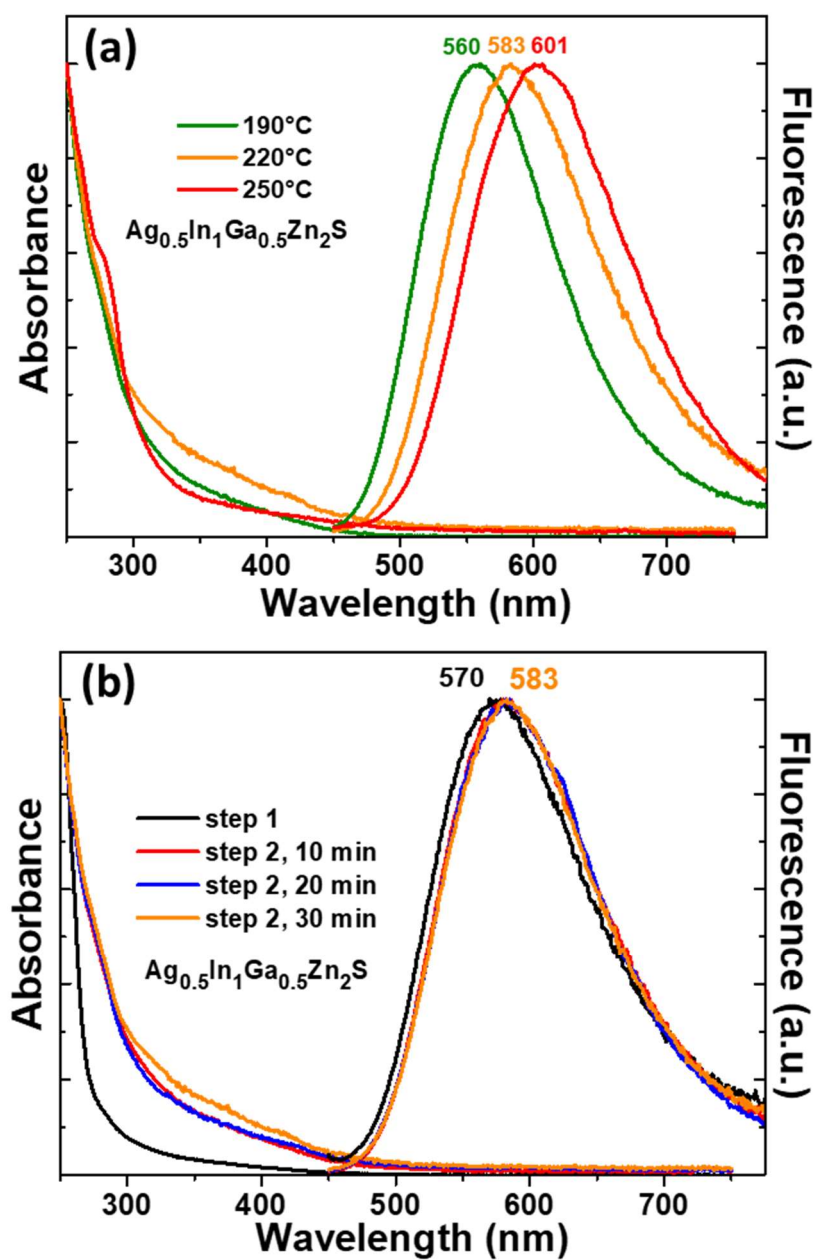 (a)
560 583 601
190°C
220°C
250°C
Ag0.5In1Ga0.5Zn2S
Absorbance
Fluorescence (a.u.)
300 400 500 600 700
Wavelength (nm)
(b)
570 583
step 1
step 2, 10 min
step 2, 20 min
step 2, 30 min
Ag0.5In1Ga0.5Zn2S
Absorbance
Fluorescence (a.u.)
300 400 500 600 700
Wavelength (nm)